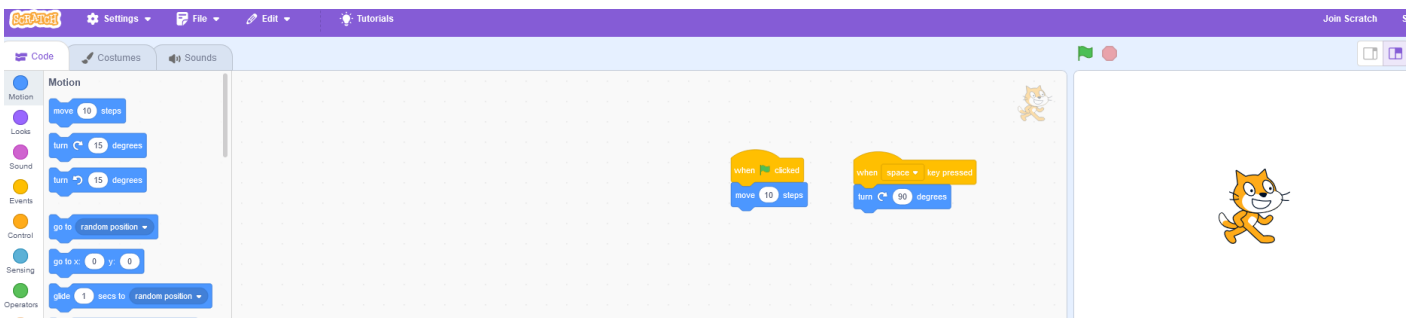 SCRATCH Settings File Edit Tutorials Join Scratch
Code Costumes Sounds
Motion
Looks
Sound
Events
Control
Sensing
Operators
Motion
move 10 steps
turn 15 degrees
turn 15 degrees
go to random position
go to x: 0 y: 0
glide 1 secs to random position
when clicked
move 10 steps
when space key pressed
turn 90 degrees